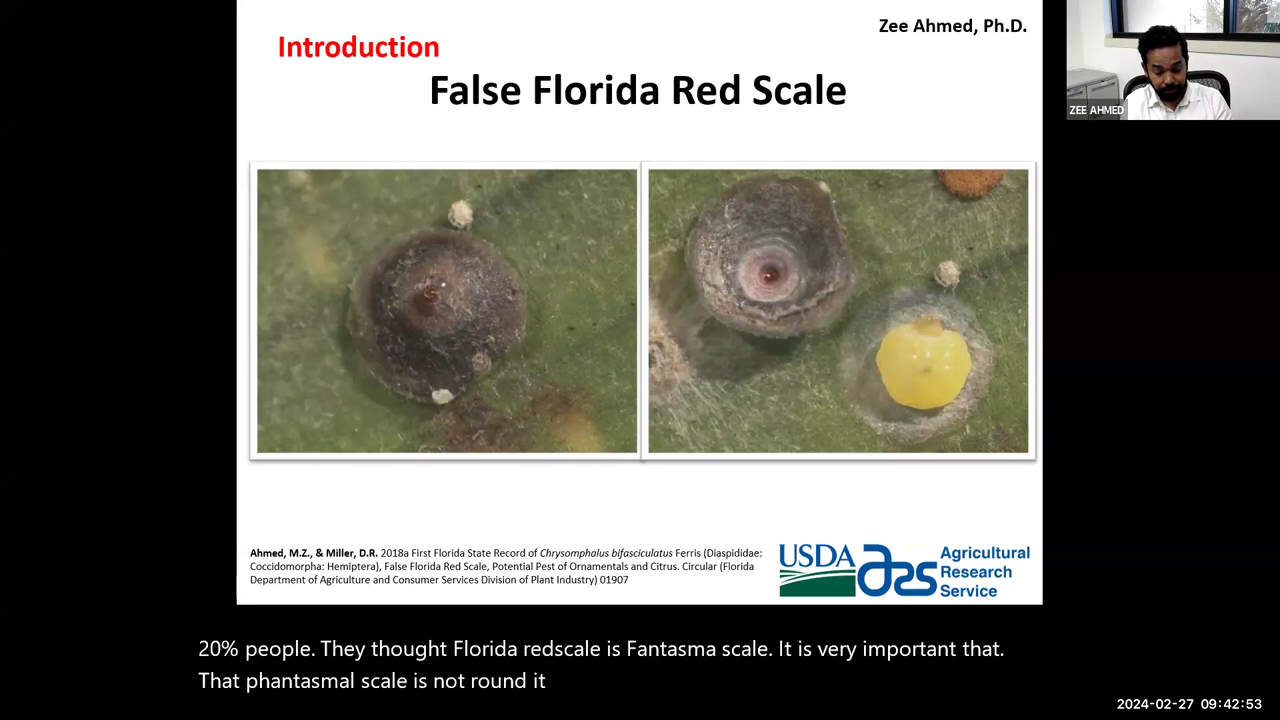 Zee Ahmed, Ph.D.
Introduction
False Florida Red Scale
ZEE AHMED
Ahmed, M.Z., & Miller, D.R. 2018a First Florida State Record of Chrysomphalus bifasciculatus Ferris (Diaspididae:
Coccidomorpha: Hemiptera), False Florida Red Scale, Potential Pest of Ornamentals and Citrus. Circular (Florida
Department of Agriculture and Consumer Services Division of Plant Industry) 01907
USDA
ars
Agricultural
Research
Service
20% people. They thought Florida redscale is Fantasma scale. It is very important that.
That phantasmal scale is not round it
2024-02-27 09:42:53